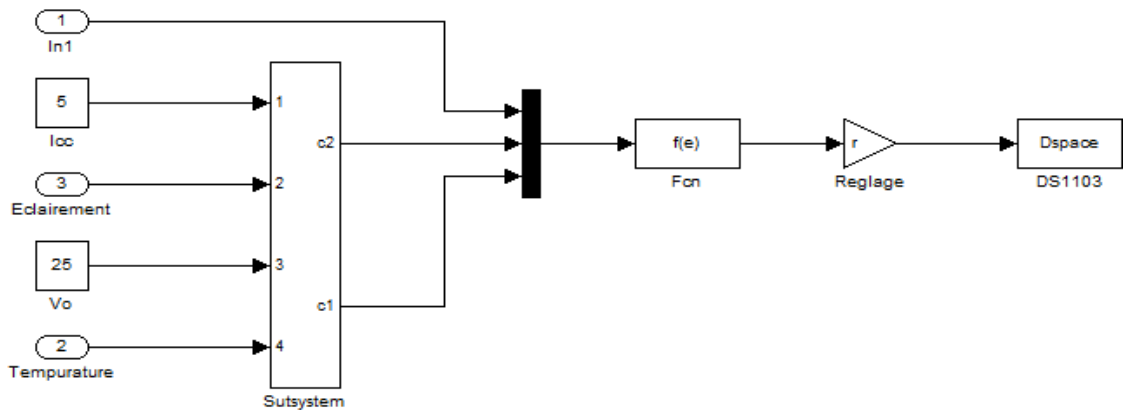 1
In1
5
Icc
3
Eclairement
25
Vo
2
Tempurature
1
2
3
4
c2
c1
Sutsystem
f(e)
Fcn
r
Reglage
Dspace
DS1103